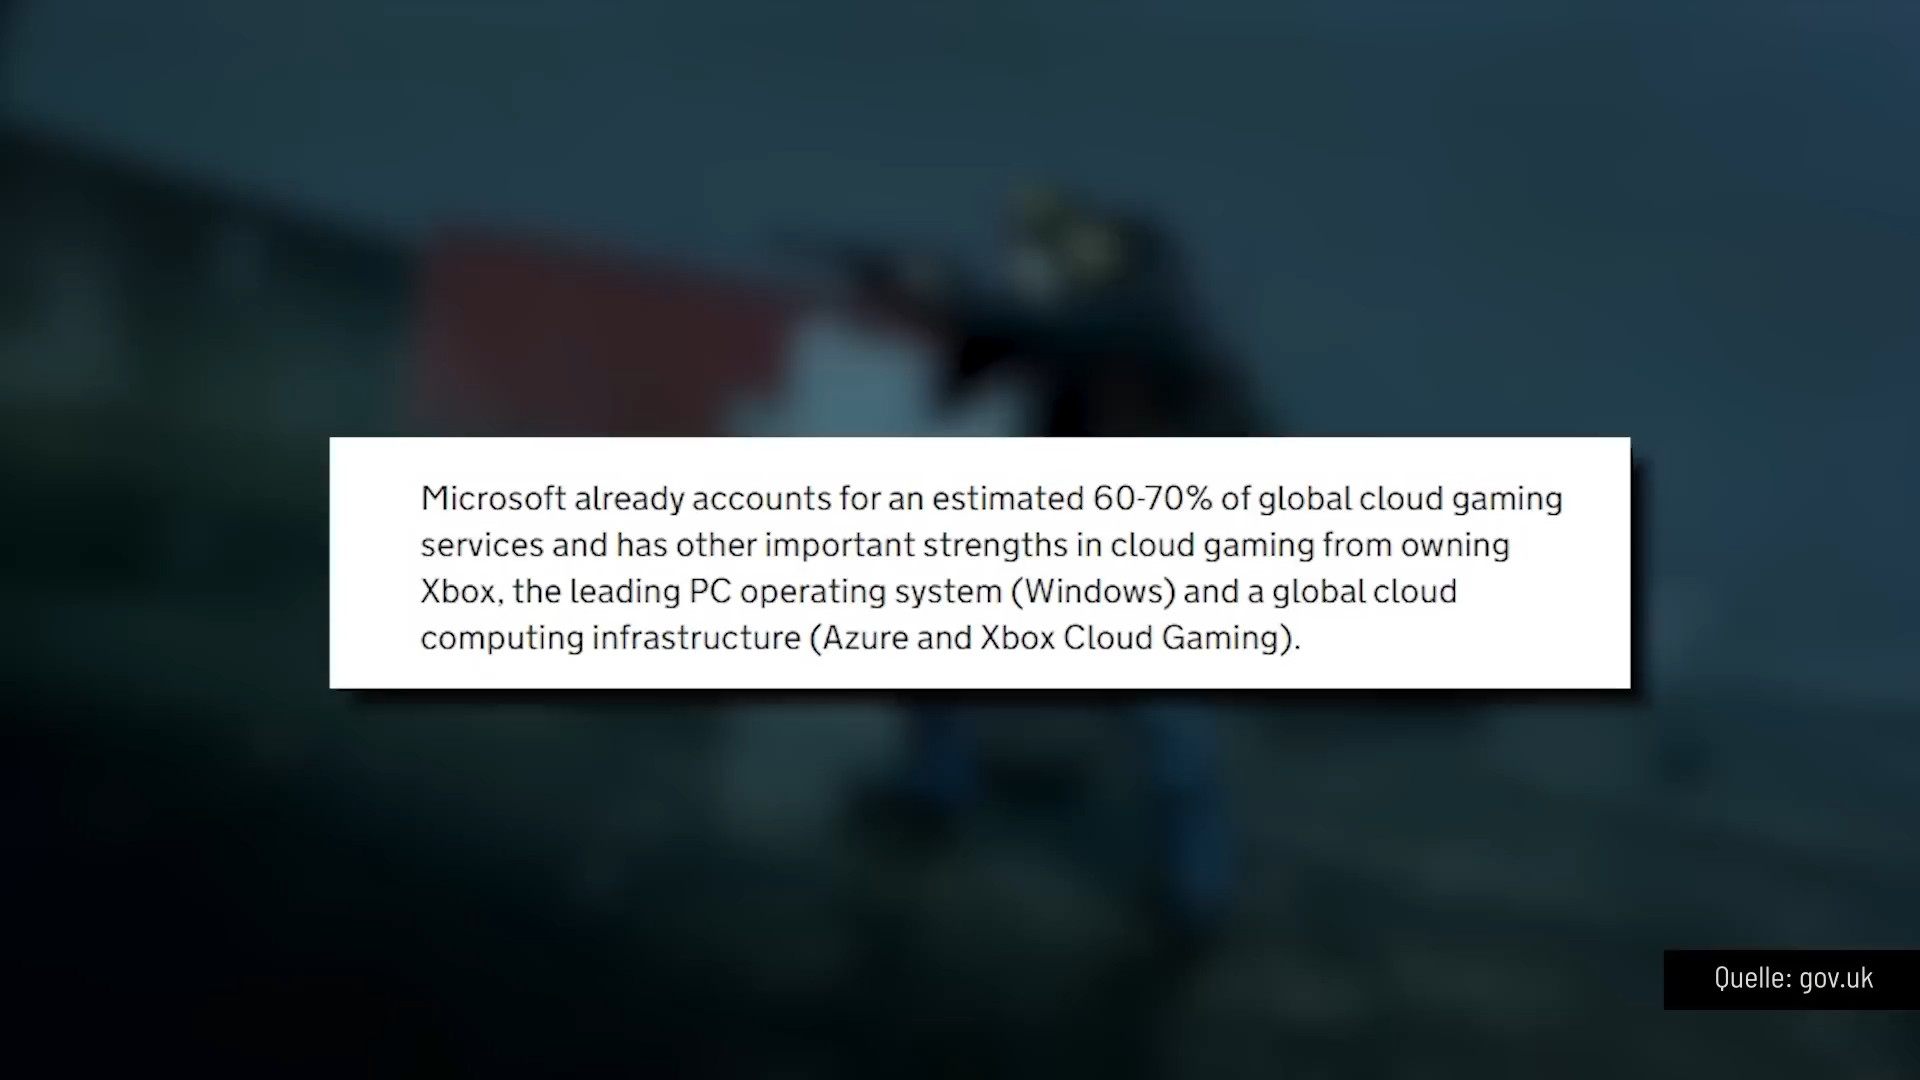 Microsoft already accounts for an estimated 60-70% of global cloud gaming
services and has other important strengths in cloud gaming from owning
Xbox, the leading PC operating system (Windows) and a global cloud
computing infrastructure (Azure and Xbox Cloud Gaming).
Quelle: gov.uk